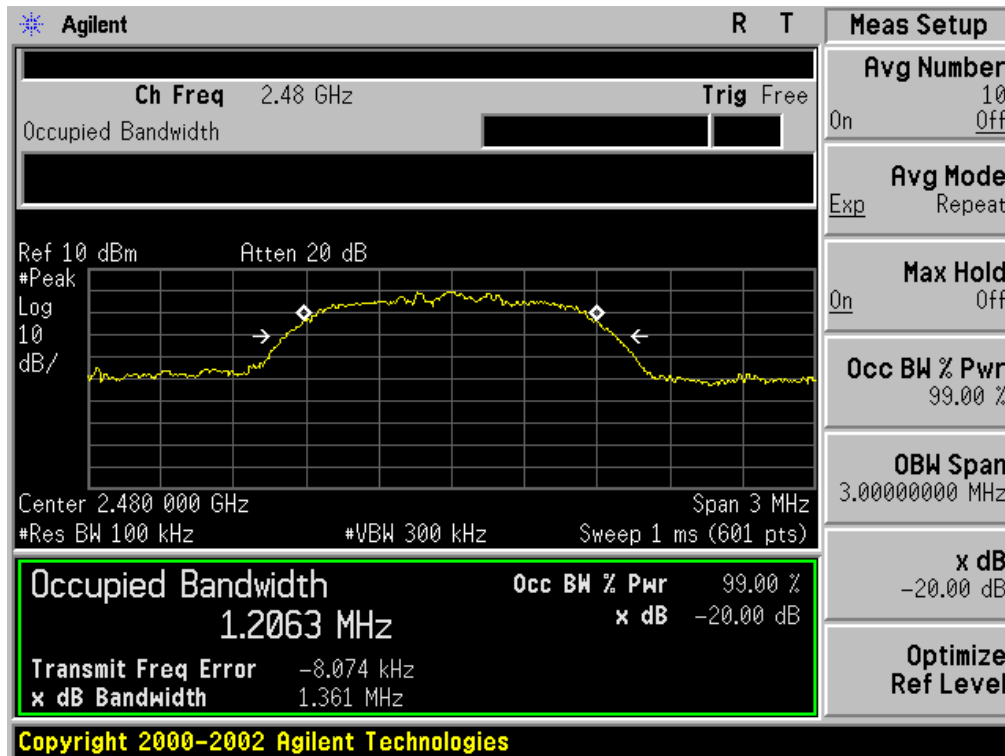 Agilent R T
Meas Setup
Ch Freq 2.48 GHz Trig Free
Occupied Bandwidth
Avg Number
10
On Off
Avg Mode
Exp Repeat
Max Hold
On Off
Occ BW % Pwr
99.00 %
OBW Span
3.00000000 MHz
x dB
-20.00 dB
Optimize
Ref Level
Ref 10 dBm Atten 20 dB
#Peak
Log
10
dB/
Center 2.480 000 GHz Span 3 MHz
#Res BW 100 kHz #VBW 300 kHz Sweep 1 ms (601 pts)
Occupied Bandwidth
1.2063 MHz
Occ BW % Pwr 99.00 %
x dB -20.00 dB
Transmit Freq Error -8.074 kHz
x dB Bandwidth 1.361 MHz
Copyright 2000-2002 Agilent Technologies